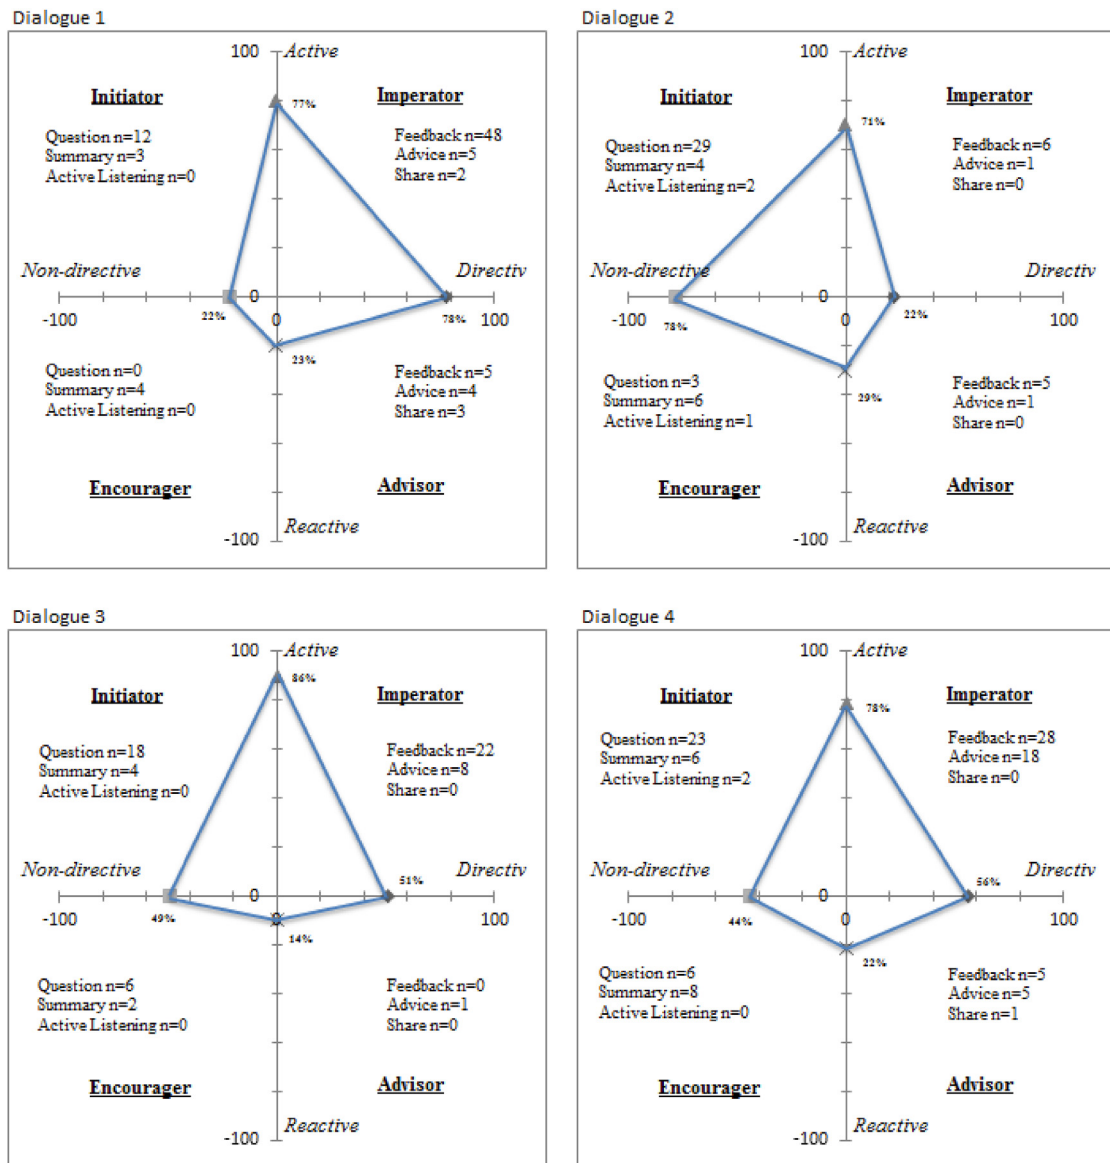 Dialogue 1
100 Active
Initiator Imperator
77%
Question n=12
Summary n=3
Active Listening n=0
Feedback n=48
Advice n=5
Share n=2
Non-directive Directiv
0
-100 0 100
22% 78%
23%
Question n=0
Summary n=4
Active Listening n=0
Feedback n=5
Advice n=4
Share n=3
Encourager Advisor
-100 Reactive
Dialogue 2
100 Active
Initiator Imperator
71%
Question n=29
Summary n=4
Active Listening n=2
Feedback n=6
Advice n=1
Share n=0
Non-directive Directiv
0
-100 0 100
78% 22%
29%
Question n=3
Summary n=6
Active Listening n=1
Feedback n=5
Advice n=1
Share n=0
Encourager Advisor
-100 Reactive
Dialogue 3
100 Active
86%
Initiator Imperator
Question n=18
Summary n=4
Active Listening n=0
Feedback n=22
Advice n=8
Share n=0
Non-directive Directiv
51%
0
-100 0 100
49%
14%
Question n=6
Summary n=2
Active Listening n=0
Feedback n=0
Advice n=1
Share n=0
Encourager Advisor
-100 Reactive
Dialogue 4
100 Active
Initiator Imperator
78%
Question n=23
Summary n=6
Active Listening n=2
Feedback n=28
Advice n=18
Share n=0
Non-directive Directiv
56%
0
-100 0 100
44%
22%
Question n=6
Summary n=8
Active Listening n=0
Feedback n=5
Advice n=5
Share n=1
Encourager Advisor
-100 Reactive